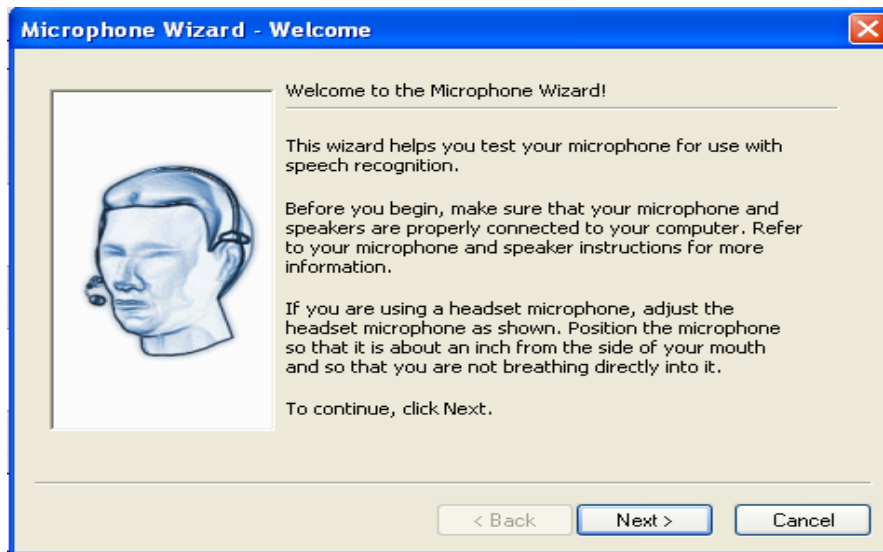 Microphone Wizard - Welcome
Welcome to the Microphone Wizard!
This wizard helps you test your microphone for use with
speech recognition.
Before you begin, make sure that your microphone and
speakers are properly connected to your computer. Refer
to your microphone and speaker instructions for more
information.
If you are using a headset microphone, adjust the
headset microphone as shown. Position the microphone
so that it is about an inch from the side of your mouth
and so that you are not breathing directly into it.
To continue, click Next.
< Back Next > Cancel